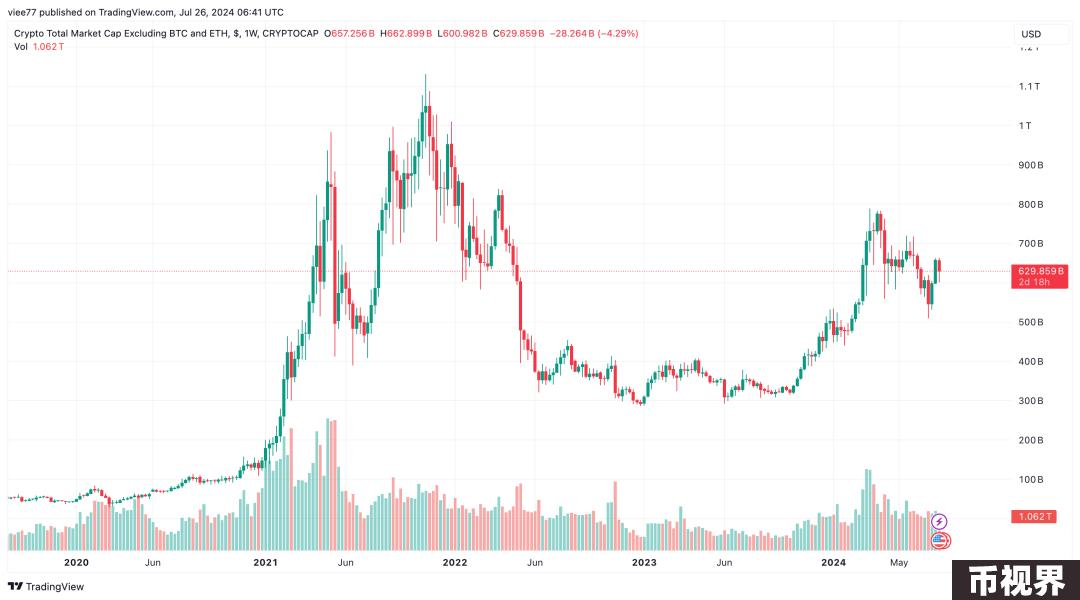 viee77 published on TradingView.com, Jul 26, 2024 06:41 UTC
Crypto Total Market Cap Excluding BTC and ETH, $, 1W, CRYPTOCAP O657.256B H662.899B L600.982B C629.859B −28.264B (−4.29%)
Vol 1.062T
USD
1.2T
1.1T
1T
900B
800B
700B
629.859B
2d 18h
500B
400B
300B
200B
100B
1.062T
2020 Jun 2021 Jun 2022 Jun 2023 Jun 2024 May
TradingView
币视界